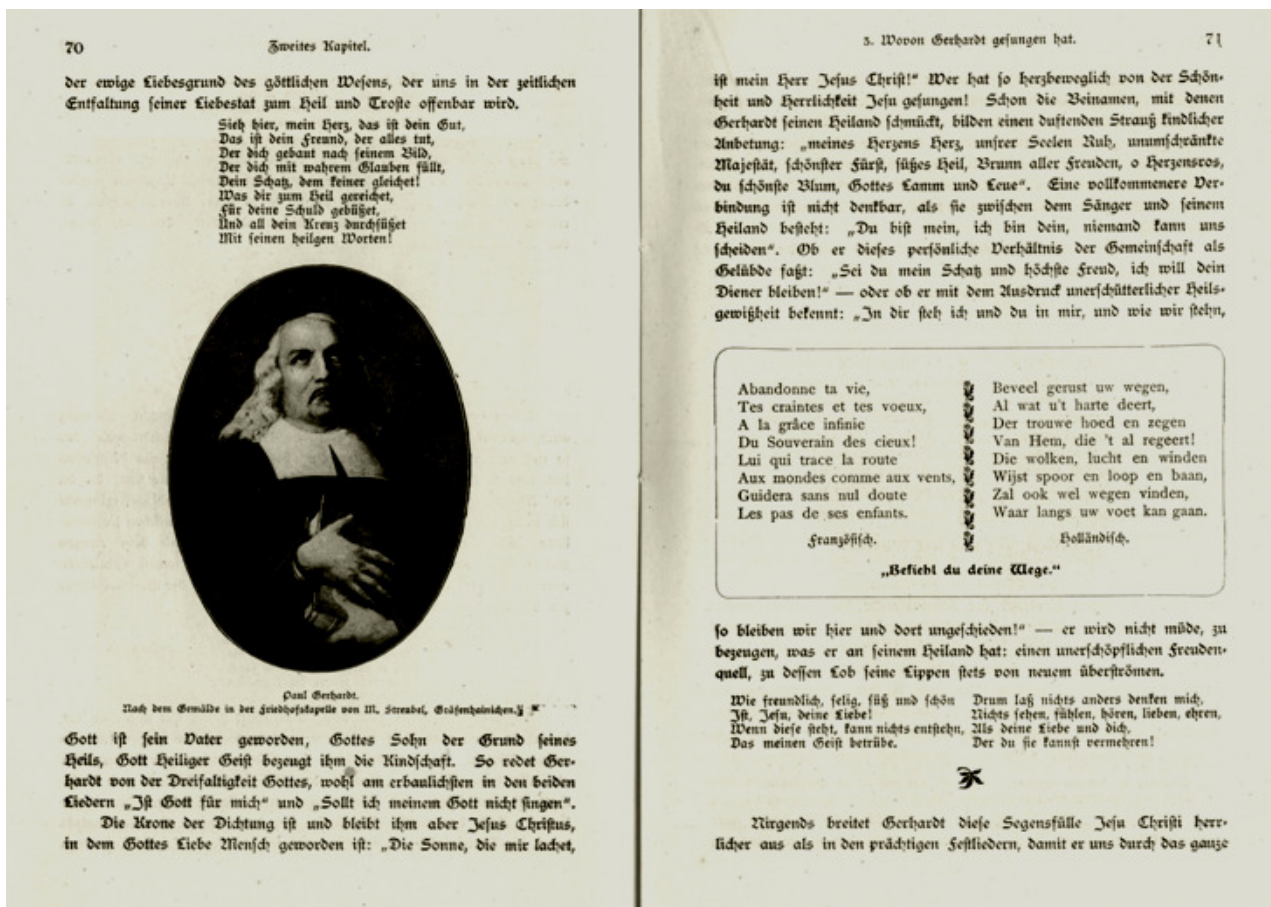 70
Zweites Kapitel.
der ewige Liebesgrund des göttlichen Wesens, der uns in der zeitlichen
Entfaltung seiner Liebestat zum Heil und Troste offenbar wird.
Sieh hier, mein Herz, das ist dein Gut,
Das ist dein Freund, der alles tut,
Der dich gebaut nach seinem Bild,
Der dich mit wahrem Glauben füllt,
Dein Schatz, dem keiner gleichet!
Was dir zum Heil gereichet,
Für deine Schuld gebüßet,
Und all dein Kreuz durchsüßet
Mit seinen heilgen Worten!
Paul Gerhardt.
Nach dem Gemälde in der Friedhofskapelle von M. Streubel, Gräfenhainichen.
Gott ist sein Vater geworden, Gottes Sohn der Grund seines
Heils, Gott Heiliger Geist bezeugt ihm die Kindschaft. So redet Ger-
hardt von der Dreifaltigkeit Gottes, wohl am erbaulichsten in den beiden
Liedern „Ist Gott für mich“ und „Sollt ich meinem Gott nicht singen“.
Die Krone der Dichtung ist und bleibt ihm aber Jesus Christus,
in dem Gottes Liebe Mensch geworden ist: „Die Sonne, die mir lachet,
3. Wovon Gerhardt gesungen hat.
71
ist mein Herr Jesus Christ!“ Wer hat so herzbeweglich von der Schön-
heit und Herrlichkeit Jesu gesungen! Schon die Beinamen, mit denen
Gerhardt seinen Heiland schmückt, bilden einen duftenden Strauß kindlicher
Anbetung: „meines Herzens Herz, unsrer Seelen Ruh, unumschränkte
Majestät, schönster Fürst, süßes Heil, Brunn aller Freuden, o Herzensros,
du schönste Blum, Gottes Lamm und Leue“. Eine vollkommenere Ver-
bindung ist nicht denkbar, als sie zwischen dem Sänger und seinem
Heiland besteht: „Du bist mein, ich bin dein, niemand kann uns
scheiden“. Ob er dieses persönliche Verhältnis der Gemeinschaft als
Gelübde faßt: „Sei du mein Schatz und höchste Freud, ich will dein
Diener bleiben!“ — oder ob er mit dem Ausdruck unerschütterlicher Heils-
gewißheit bekennt: „In dir steh ich und du in mir, und wie wir stehn,
Abandonne ta vie,
Tes craintes et tes voeux,
A la grâce infinie
Du Souverain des cieux!
Lui qui trace la route
Aux mondes comme aux vents,
Guidera sans nul doute
Les pas de ses enfants.
Französisch.
Beveel gerust uw wegen,
Al wat u't harte deert,
Der trouwe hoed en zegen
Van Hem, die 't al regeert!
Die wolken, lucht en winden
Wijst spoor en loop en baan,
Zal ook wel wegen vinden,
Waar langs uw voet kan gaan.
Holländisch.
„Befiehl du deine Wege.“
so bleiben wir hier und dort ungeschieden!“ — er wird nicht müde, zu
bezeugen, was er an seinem Heiland hat: einen unerschöpflichen Freuden-
quell, zu dessen Lob seine Lippen stets von neuem überströmen.
Wie freundlich, selig, süß und schön
Ist, Jesu, deine Liebe!
Wenn diese steht, kann nichts entstehn,
Das meinen Geist betrübe.
Drum laß nichts anders denken mich,
Nichts sehen, fühlen, hören, lieben, ehren,
Als deine Liebe und dich,
Der du sie kannst vermehren!
Nirgends breitet Gerhardt diese Segensfülle Jesu Christi herr-
licher aus als in den prächtigen Festliedern, damit er uns durch das ganze